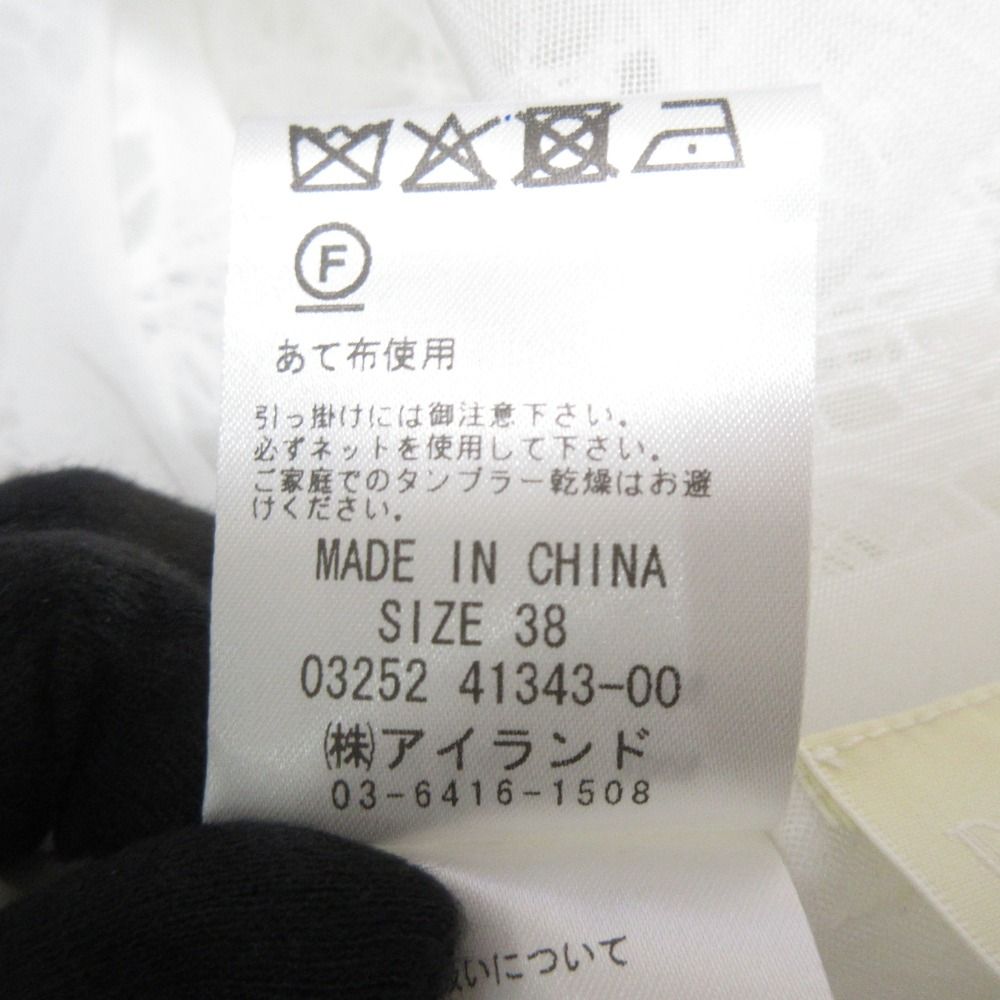 F
あて布使用
引っ掛けには御注意下さい。
必ずネットを使用して下さい。
ご家庭でのタンブラー乾燥はお避
けください。
MADE IN CHINA
SIZE 38
03252 41343-00
㈱アイランド
03-6416-1508
いについて